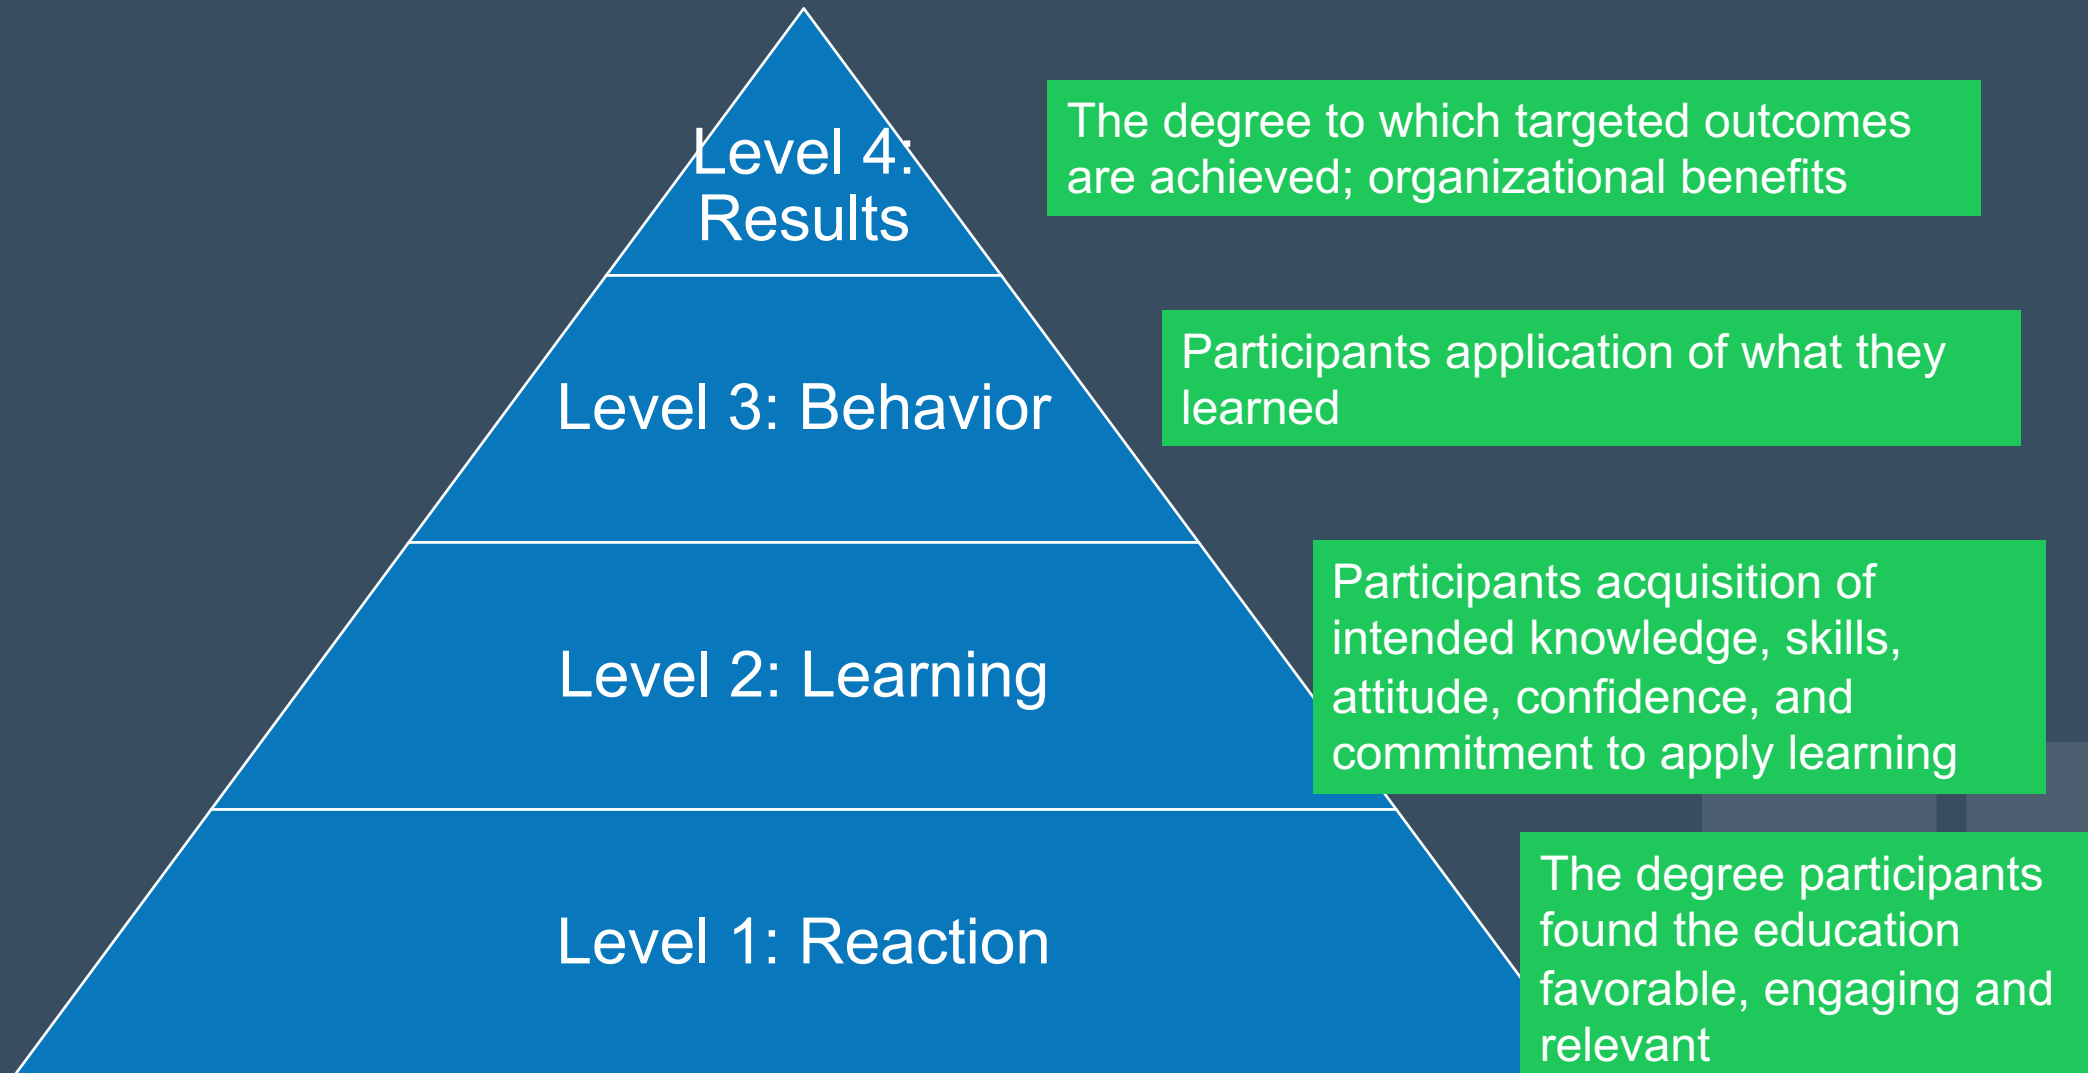 Level 4:
Results
The degree to which targeted outcomes
are achieved; organizational benefits
Level 3: Behavior
Participants application of what they
learned
Level 2: Learning
Participants acquisition of
intended knowledge, skills,
attitude, confidence, and
commitment to apply learning
Level 1: Reaction
The degree participants
found the education
favorable, engaging and
relevant